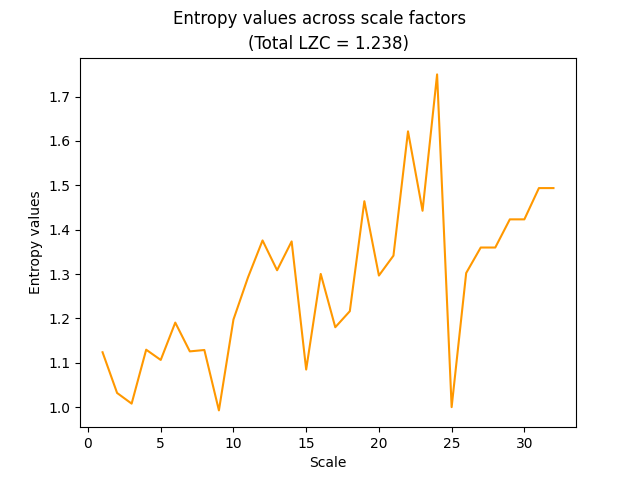 Entropy values across scale factors
(Total LZC = 1.238)
1.7
1.6
1.5
1.4
1.3
1.2
1.1
1.0
Entropy values
0 5 10 15 20 25 30
Scale